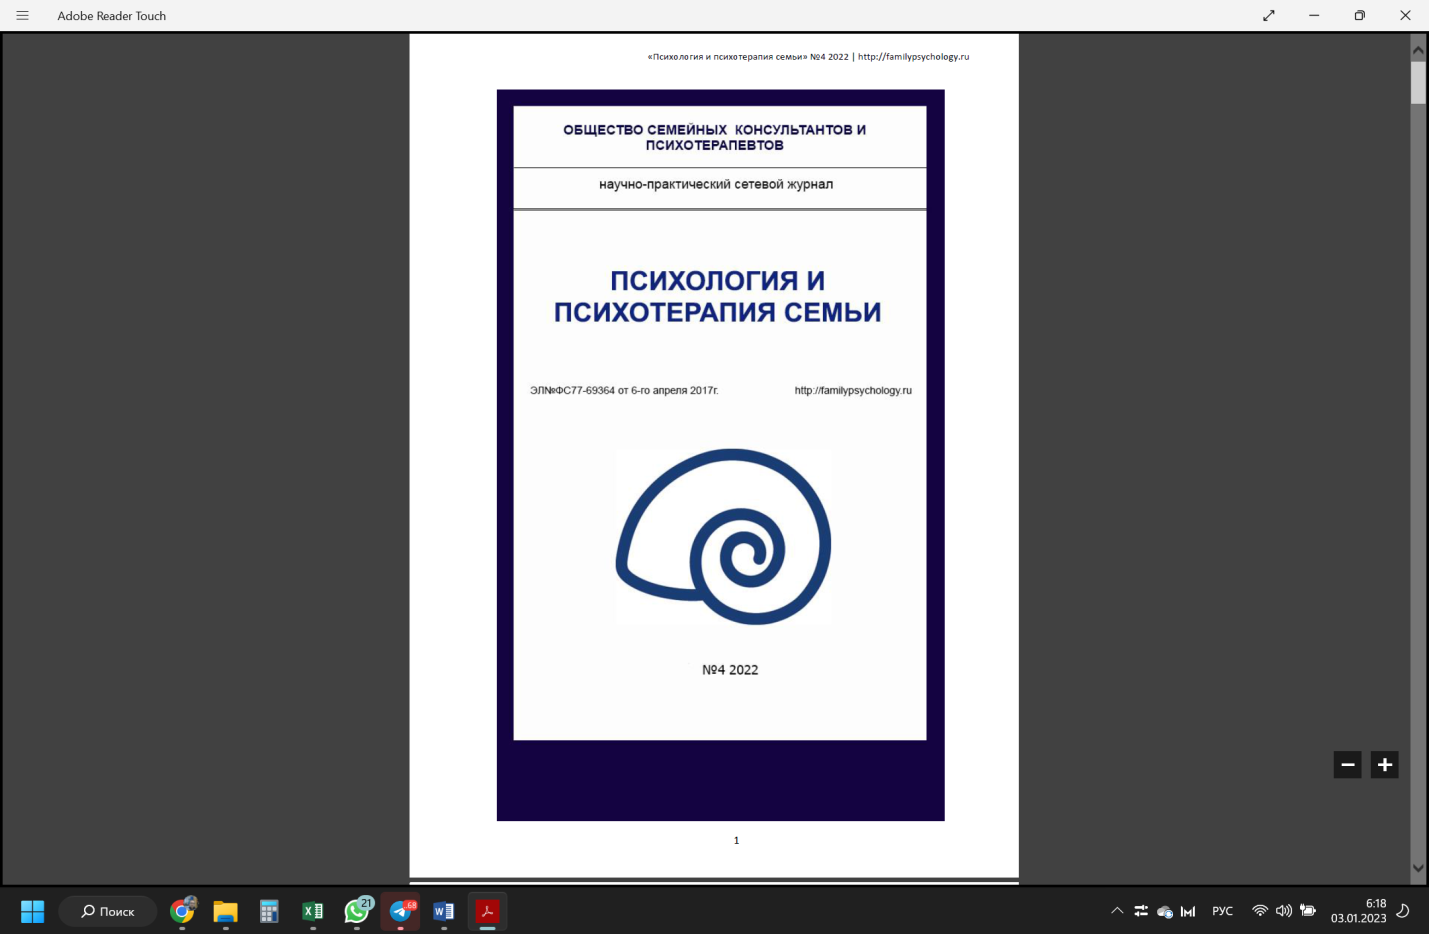 Adobe Reader Touch
«Психология и психотерапия семьи» №4 2022 | http://familypsychology.ru
ОБЩЕСТВО СЕМЕЙНЫХ КОНСУЛЬТАНТОВ И
ПСИХОТЕРАПЕВТОВ
научно-практический сетевой журнал
ПСИХОЛОГИЯ И
ПСИХОТЕРАПИЯ СЕМЬИ
ЭЛ№ФС77-69364 от 6-го апреля 2017г.
http://familypsychology.ru
№4 2022
1
Поиск
21
68
РУС
6:18
03.01.2023